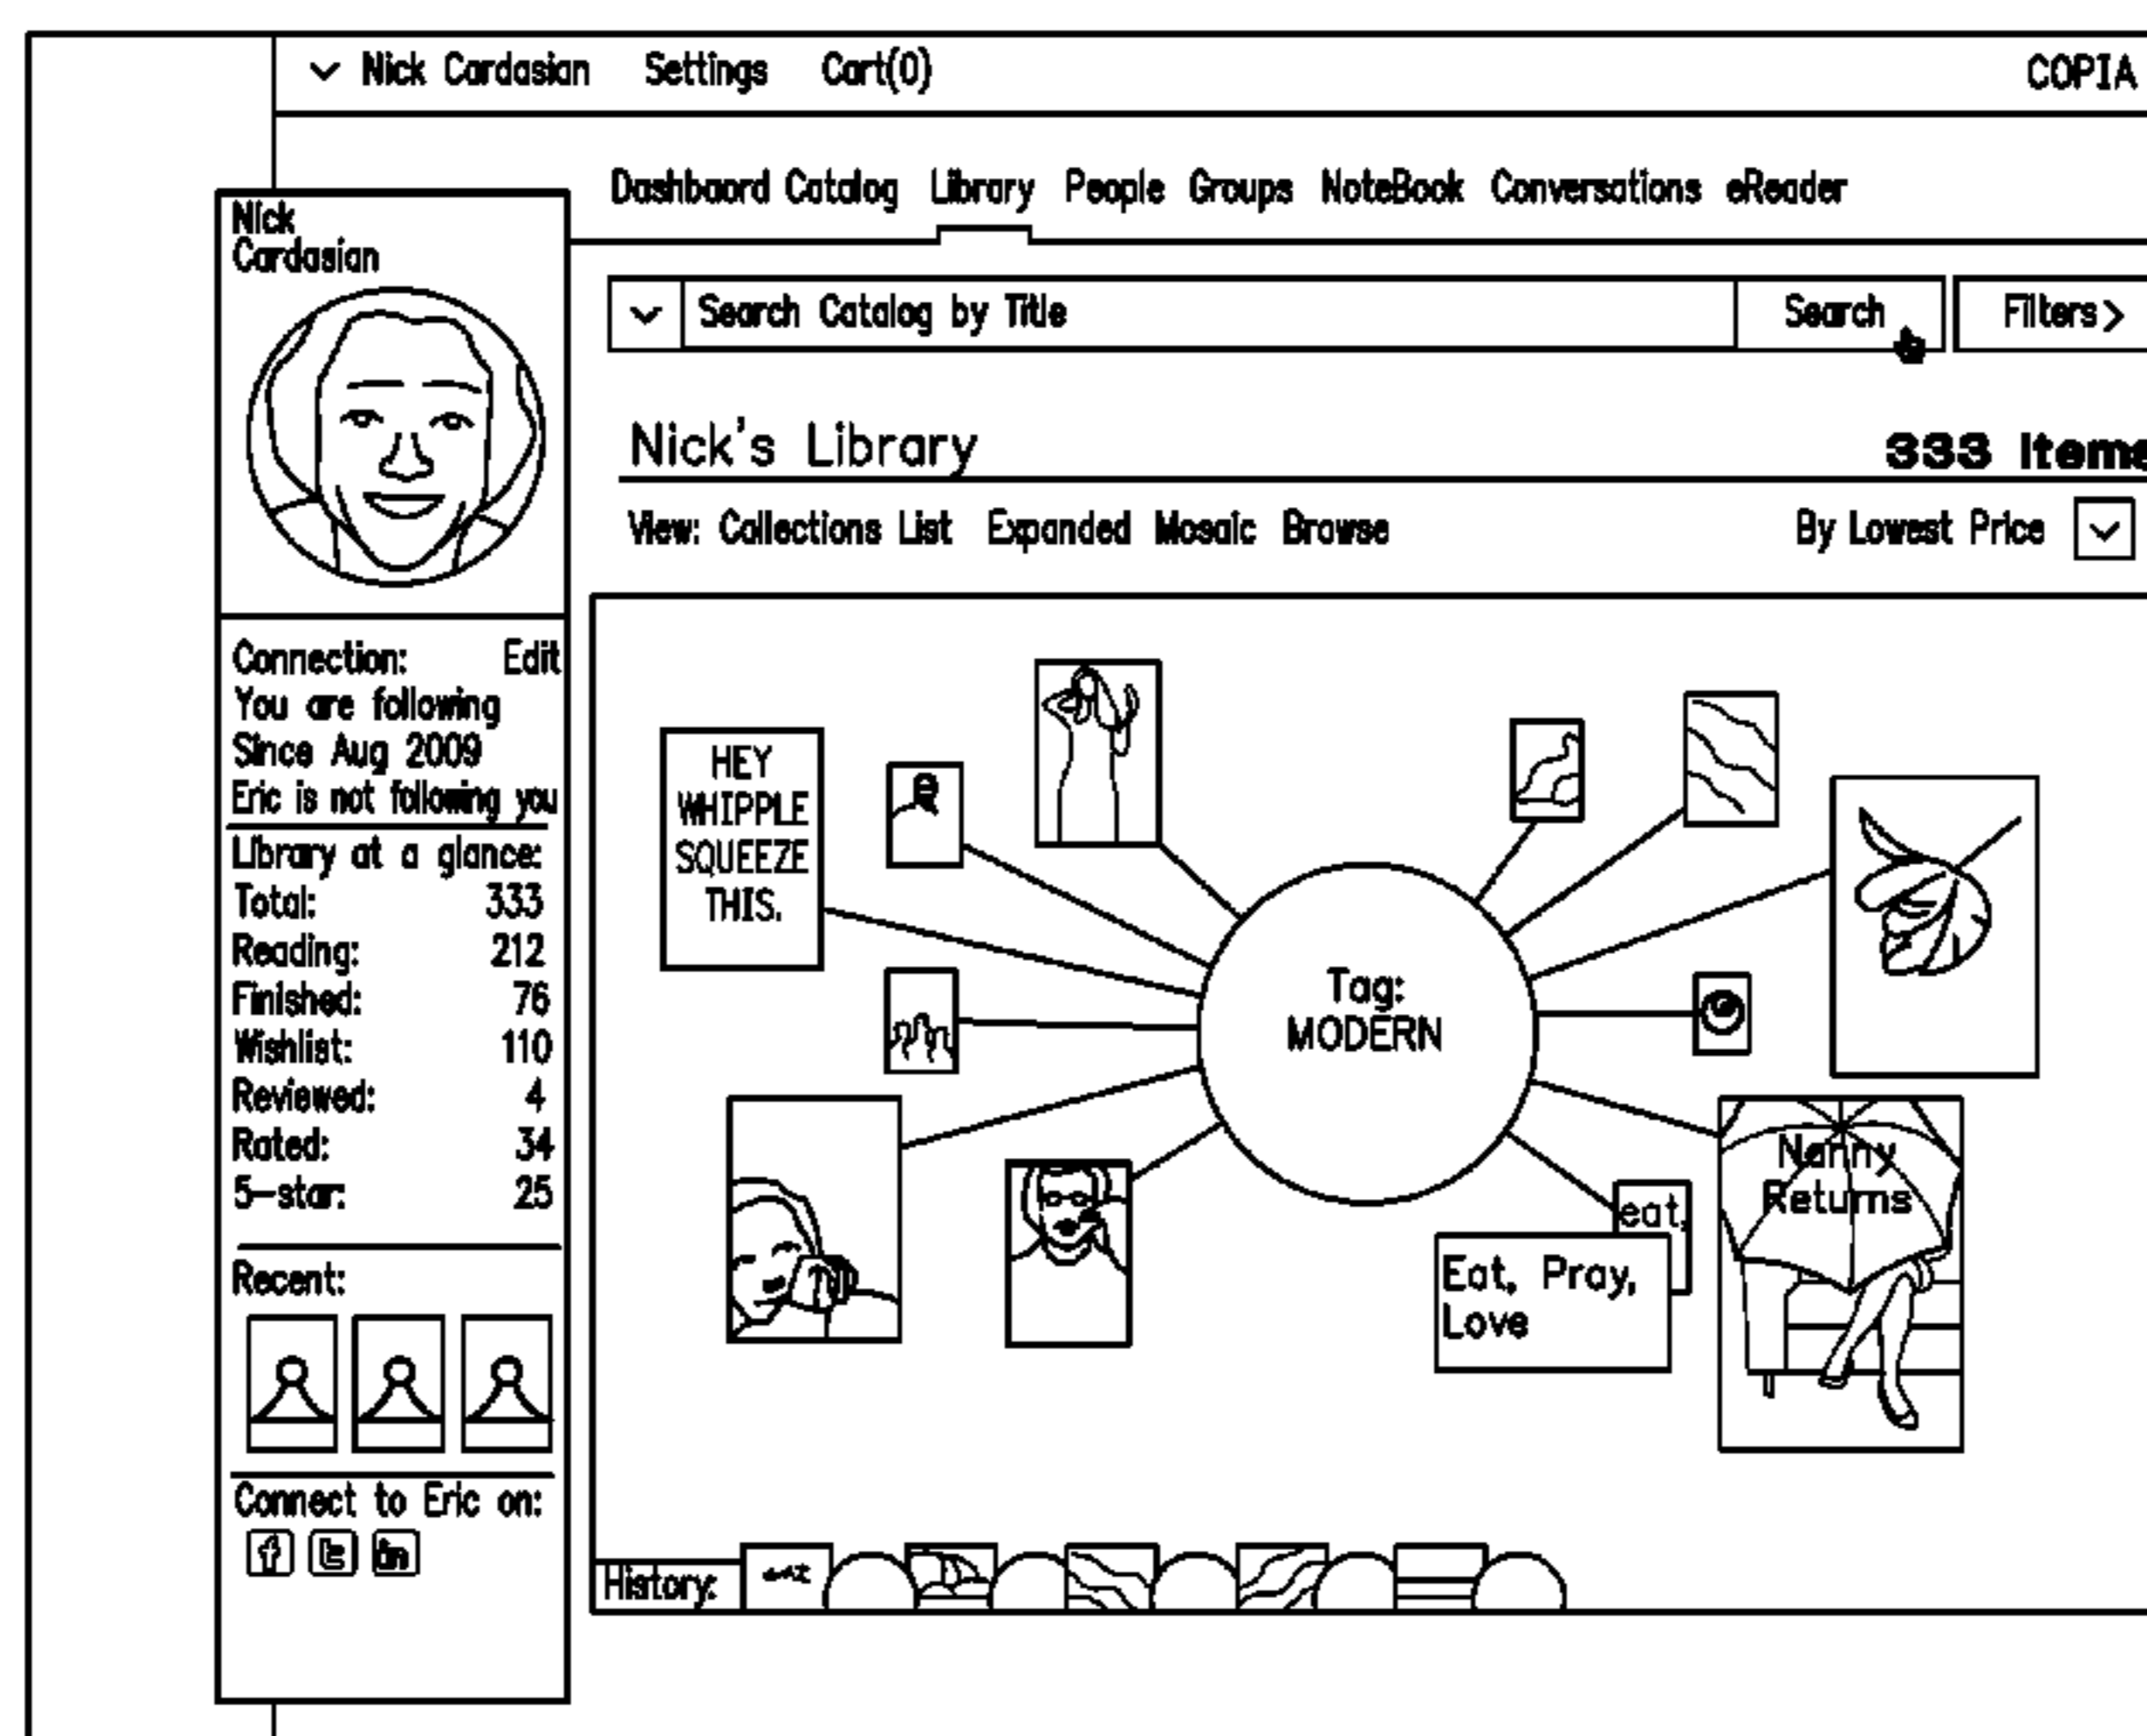 Nick Cardasian Settings Cart(0) COPIA
Dashbaord Catalog Library People Groups NoteBook Conversations eReader
Nick
Cardasian
Search Catalog by Title Search Filters>
Nick's Library 333 Items
View: Collections List Expanded Mosaic Browse By Lowest Price
Connection: Edit
You are following
Since Aug 2009
Eric is not following you
Library at a glance:
Total: 333
Reading: 212
Finished: 76
Wishlist: 110
Reviewed: 4
Rated: 34
5-star: 25
Recent:
Connect to Eric on:
f t in
HEY
WHIPPLE
SQUEEZE
THIS.
Tag:
MODERN
Nanny
Returns
eat,
Eat, Pray,
Love
History: